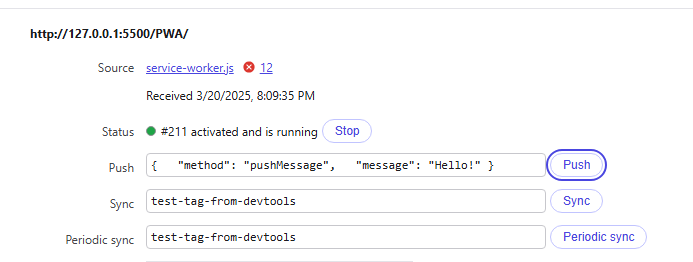 http://127.0.0.1:5500/PWA/
Source service-worker.js 12
Received 3/20/2025, 8:09:35 PM
Status #211 activated and is running Stop
Push {   "method": "pushMessage",   "message": "Hello!" } Push
Sync test-tag-from-devtools Sync
Periodic sync test-tag-from-devtools Periodic sync